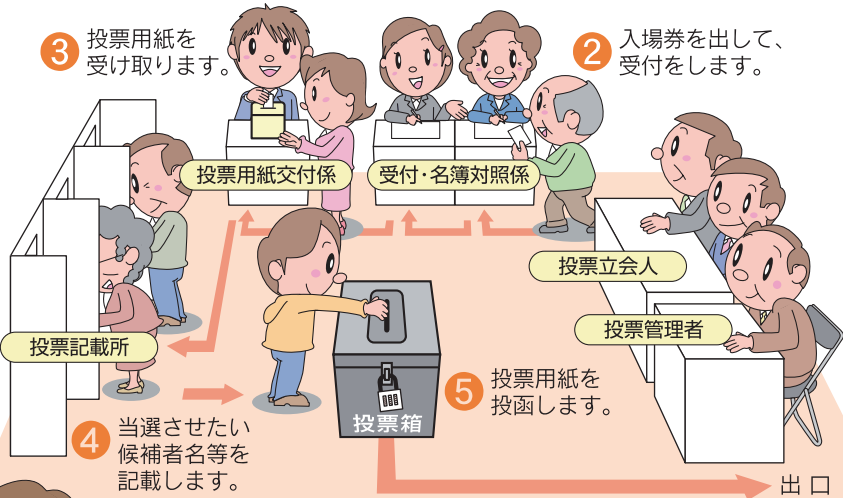 ③ 投票用紙を
受け取ります。
② 入場券を出して、
受付をします。
投票用紙交付係
受付・名簿対照係
投票立会人
投票管理者
投票記載所
④ 当選させたい
候補者名等を
記載します。
⑤ 投票用紙を
投函します。
投票箱
出口